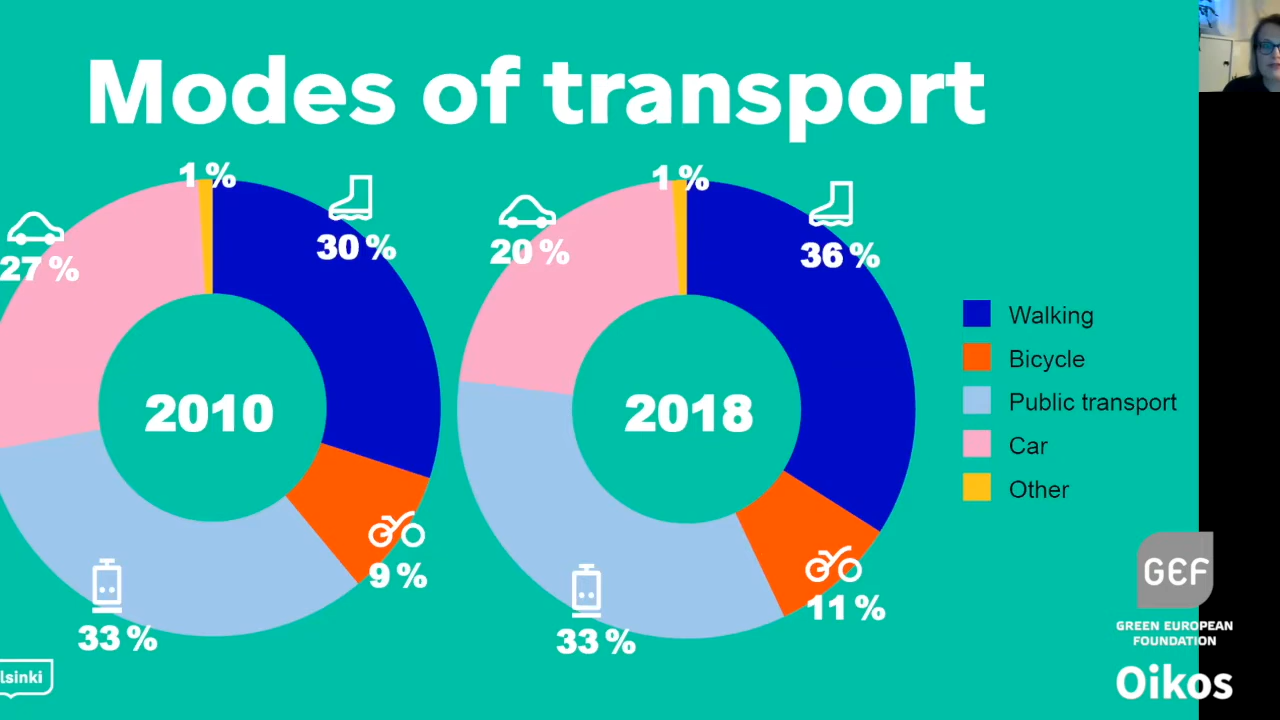 Modes of transport
1 %
30 %
27 %
2010
9 %
33 %
1 %
36 %
20 %
2018
11 %
33 %
Walking
Bicycle
Public transport
Car
Other
lsinki
GEF
GREEN EUROPEAN
FOUNDATION
Oikos